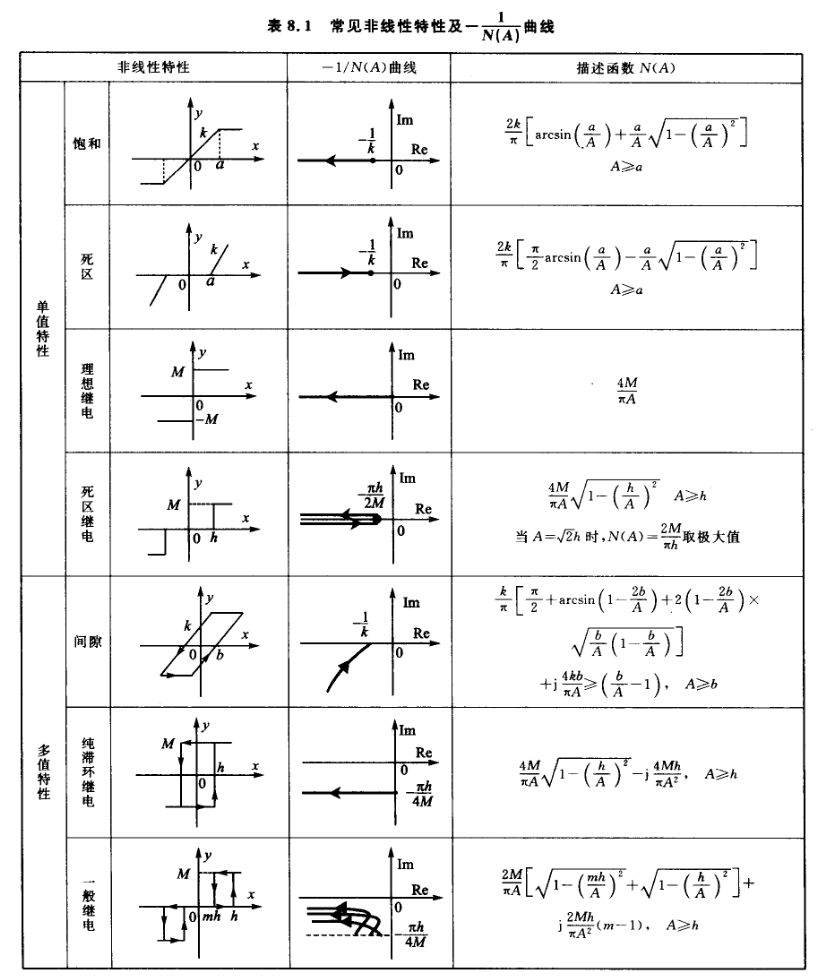 表 8.1 常见非线性特性及 $-\frac{1}{N(A)}$ 曲线
非线性特性 −1/N(A)曲线 描述函数 N(A)
单值特性
饱和
y k x 0 a
Im $-\frac{1}{k}$ Re 0
$\frac{2k}{\pi}\left[\arcsin\left(\frac{a}{A}\right)+\frac{a}{A}\sqrt{1-\left(\frac{a}{A}\right)^2}\right]$
A⩾a
死区
y k x 0 a
Im $-\frac{1}{k}$ Re 0
$\frac{2k}{\pi}\left[\frac{\pi}{2}\arcsin\left(\frac{a}{A}\right)-\frac{a}{A}\sqrt{1-\left(\frac{a}{A}\right)^2}\right]$
A⩾a
理想继电
y M x 0 −M
Im Re 0
$\frac{4M}{\pi A}$
死区继电
y M x 0 h
Im $-\frac{\pi h}{2M}$ Re 0
$\frac{4M}{\pi A}\sqrt{1-\left(\frac{h}{A}\right)^2}$ A⩾h
当 $A=\sqrt{2}h$ 时,$N(A)=\frac{2M}{\pi h}$取极大值
多值特性
间隙
y k x 0 b
Im $-\frac{1}{k}$ Re 0
$\frac{k}{\pi}\left[\frac{\pi}{2}+\arcsin\left(1-\frac{2b}{A}\right)+2\left(1-\frac{2b}{A}\right)\times\right.$
$\left.\sqrt{\frac{b}{A}\left(1-\frac{b}{A}\right)}\right]$
$+j\frac{4kb}{\pi A}⩾\left(\frac{b}{A}-1\right)$, A⩾b
纯滞环继电
y M h x 0
Im Re 0 $-\frac{\pi h}{4M}$
$\frac{4M}{\pi A}\sqrt{1-\left(\frac{h}{A}\right)^2}-j\frac{4Mh}{\pi A^2}$, A⩾h
一般继电
y M x 0 mh h
Im Re 0 $-\frac{\pi h}{4M}$
$\frac{2M}{\pi A}\left[\sqrt{1-\left(\frac{mh}{A}\right)^2}+\sqrt{1-\left(\frac{h}{A}\right)^2}\right]+$
$j\frac{2Mh}{\pi A^2}(m-1)$, A⩾h